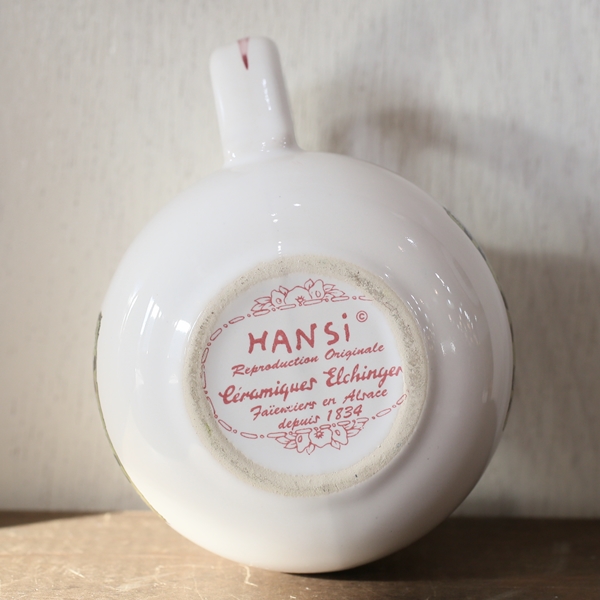 HANSi ©
Reproduction Originale
Céramiques Elchinger
Faïenciers en Alsace
depuis 1834